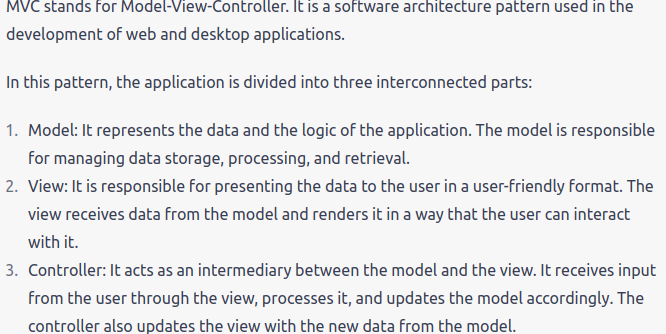 MVC stands for Model-View-Controller. It is a software architecture pattern used in the
development of web and desktop applications.
In this pattern, the application is divided into three interconnected parts:
1. Model: It represents the data and the logic of the application. The model is responsible
for managing data storage, processing, and retrieval.
2. View: It is responsible for presenting the data to the user in a user-friendly format. The
view receives data from the model and renders it in a way that the user can interact
with it.
3. Controller: It acts as an intermediary between the model and the view. It receives input
from the user through the view, processes it, and updates the model accordingly. The
controller also updates the view with the new data from the model.